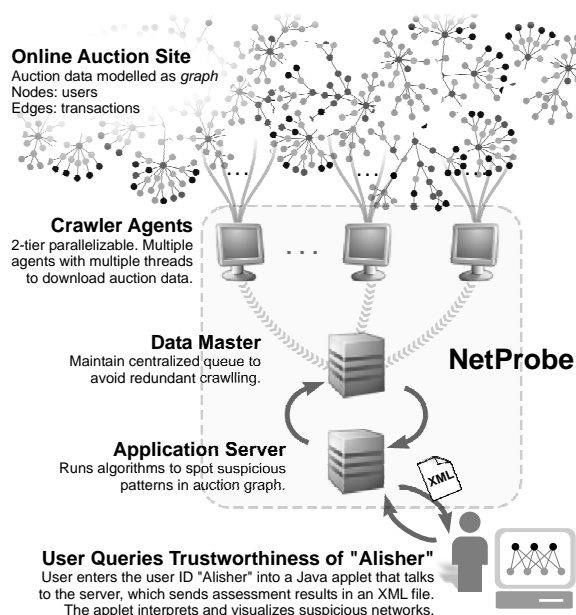 Online Auction Site
Auction data modelled as graph
Nodes: users
Edges: transactions
... ... ...
Crawler Agents
2-tier parallelizable. Multiple
agents with multiple threads
to download auction data.
...
Data Master
Maintain centralized queue to
avoid redundant crawlling.
NetProbe
Application Server
Runs algorithms to spot suspicious
patterns in auction graph.
XML
User Queries Trustworthiness of "Alisher"
User enters the user ID "Alisher" into a Java applet that talks
to the server, which sends assessment results in an XML file.
The applet interprets and visualizes suspicious networks.